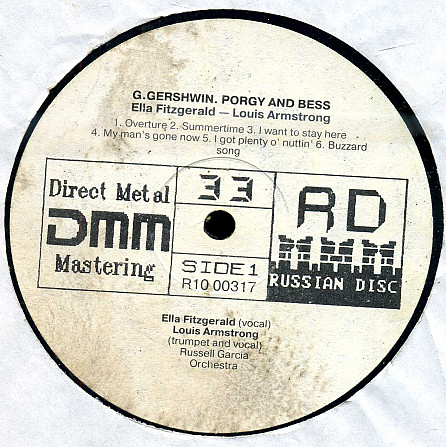 G.GERSHWIN. PORGY AND BESS
Ella Fitzgerald — Louis Armstrong
1. Overture 2. Summertime 3. I want to stay here
4. My man's gone now 5. I got plenty o' nuttin' 6. Buzzard
song
Direct Metal
DMM
Mastering
33
SIDE 1
R10 00317
RD
RUSSIAN DISC
Ella Fitzgerald (vocal)
Louis Armstrong
(trumpet and vocal)
Russell Garcia
Orchestra